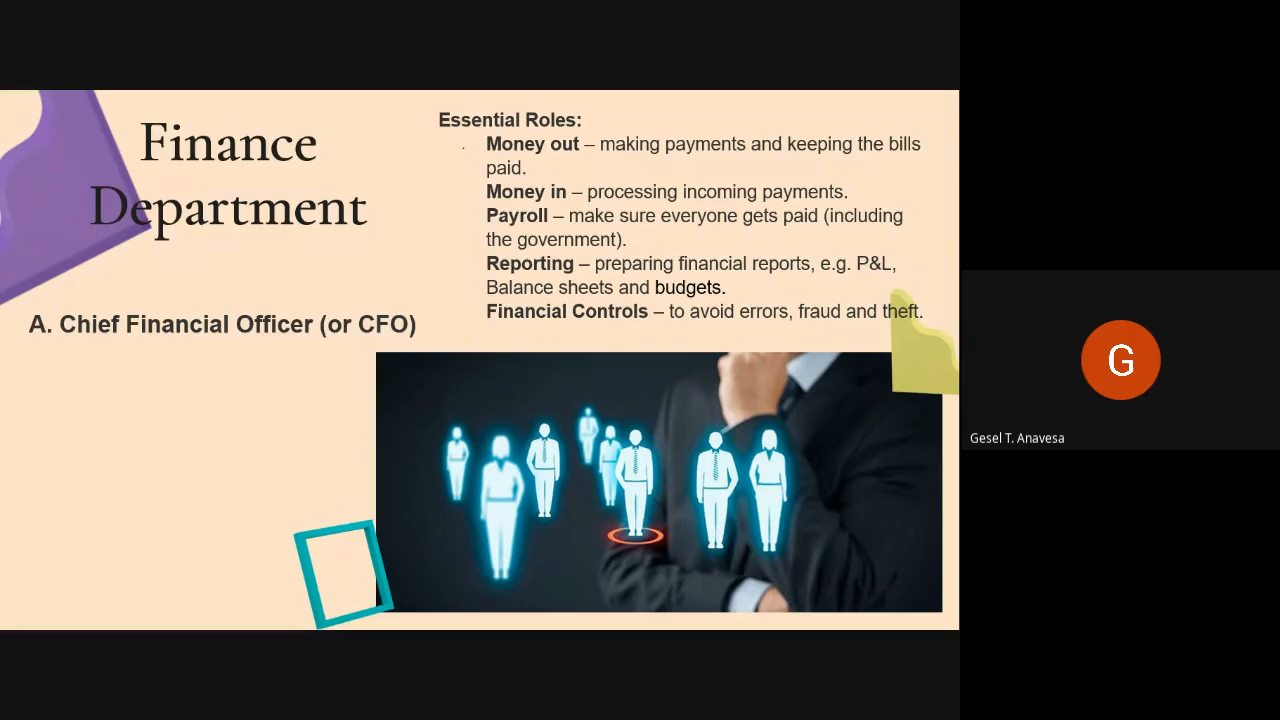 Finance
Department
A. Chief Financial Officer (or CFO)
Essential Roles:
Money out – making payments and keeping the bills
paid.
Money in – processing incoming payments.
Payroll – make sure everyone gets paid (including
the government).
Reporting – preparing financial reports, e.g. P&L,
Balance sheets and budgets.
Financial Controls – to avoid errors, fraud and theft.
G
Gesel T. Anavesa